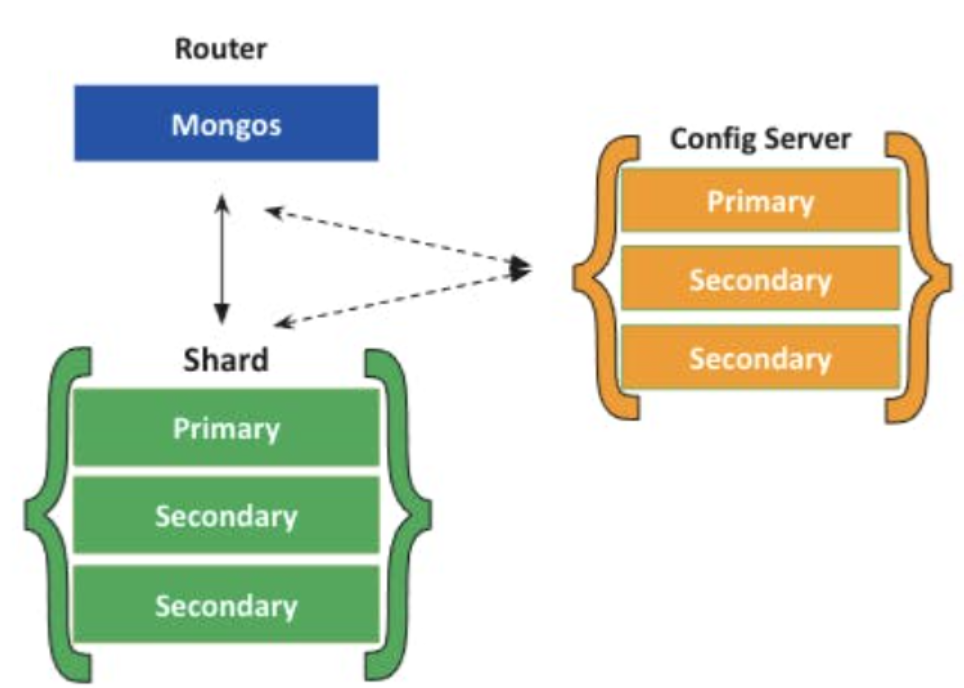 Router
Mongos
Config Server
Primary
Secondary
Secondary
Shard
Primary
Secondary
Secondary